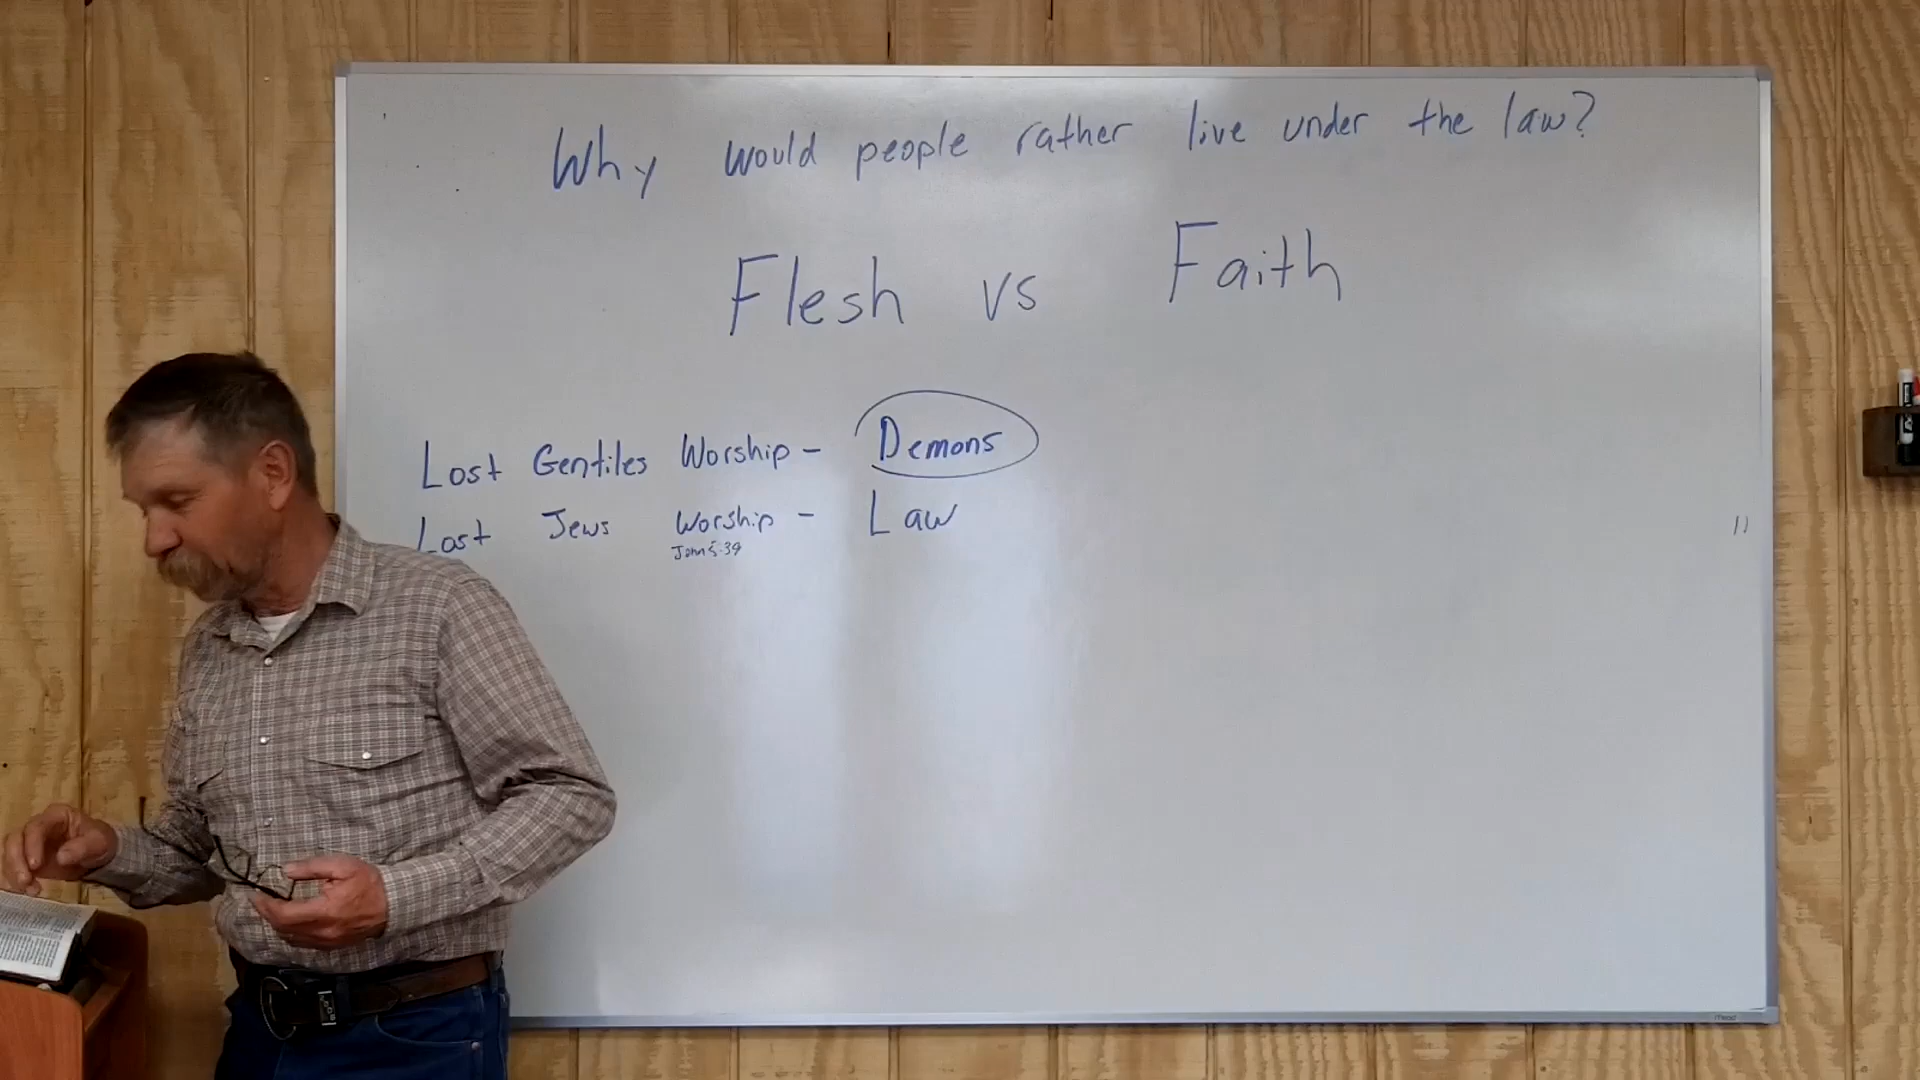 Why would people rather live under the law?
Flesh vs Faith
Lost Gentiles Worship - Demons
Lost Jews Worship - Law
John 5:39